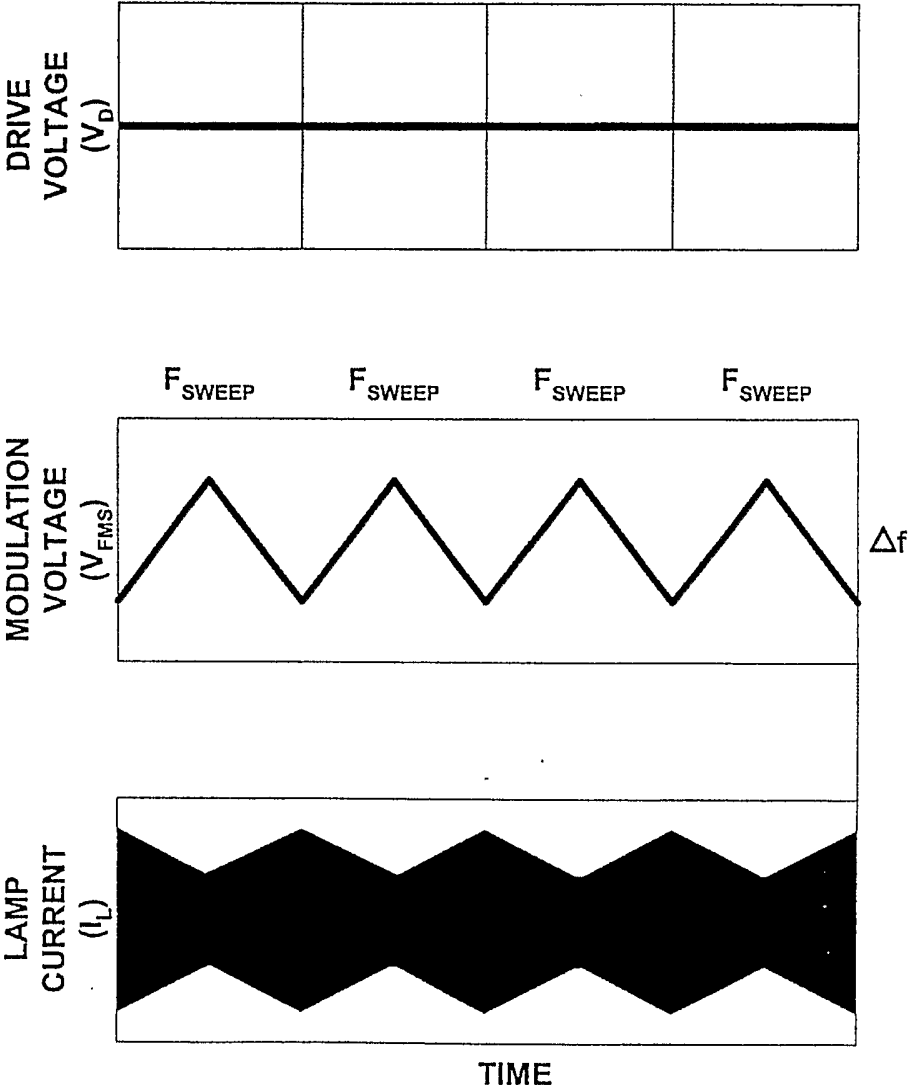 DRIVE
VOLTAGE
(V_D)
F_SWEEP F_SWEEP F_SWEEP F_SWEEP
MODULATION
VOLTAGE
(V_FMS)
Δf
LAMP
CURRENT
(I_L)
TIME